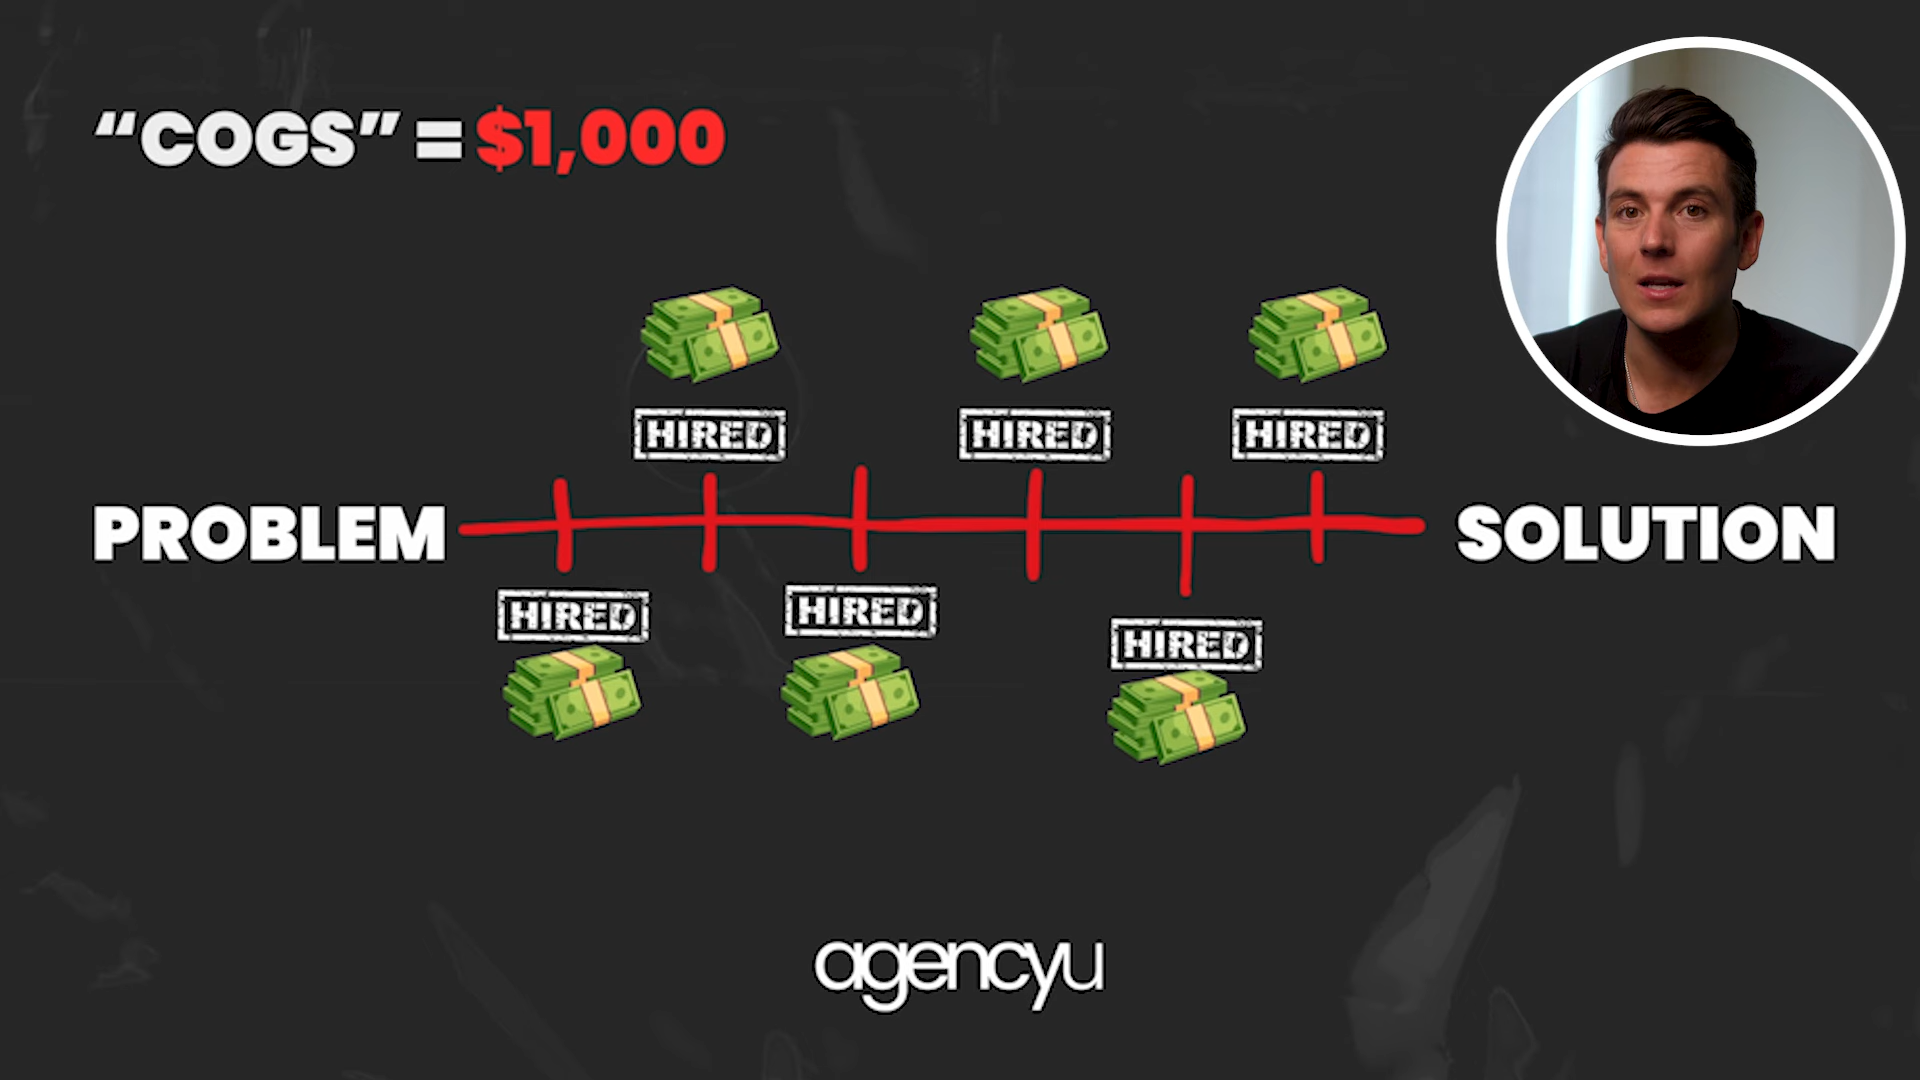 “COGS” = $1,000
HIRED
HIRED
HIRED
PROBLEM
SOLUTION
HIRED
HIRED
HIRED
agencyu